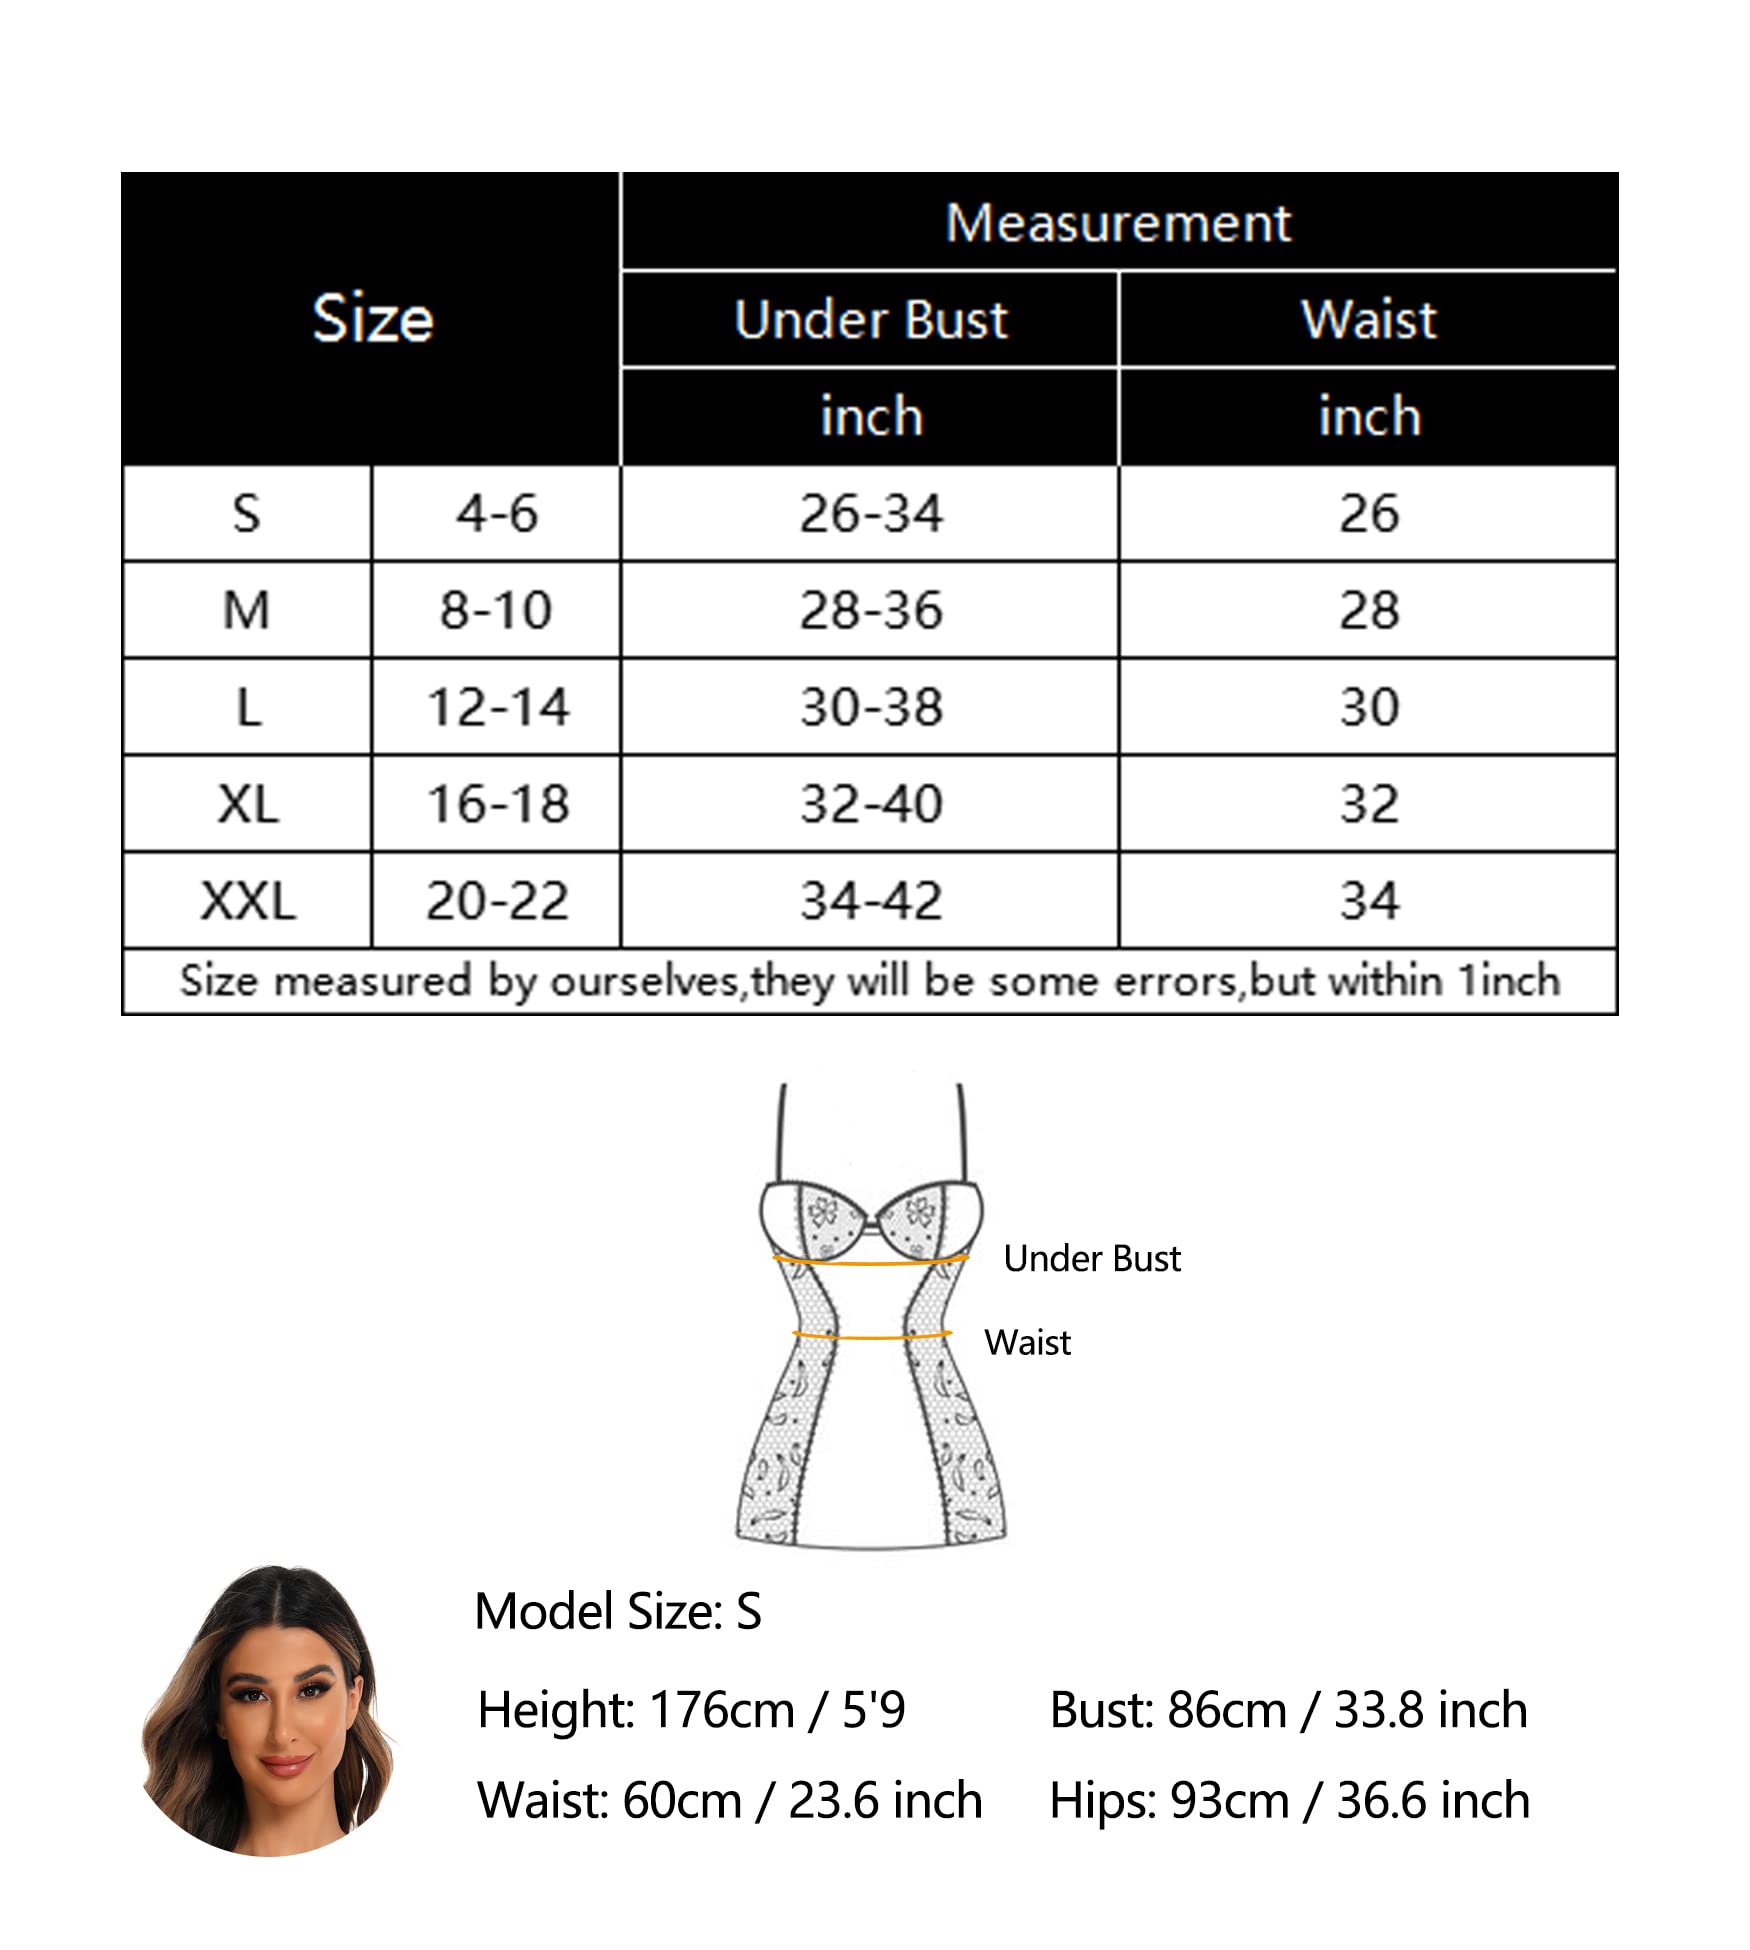 Size
Measurement
Under Bust Waist
inch inch
S 4-6 26-34 26
M 8-10 28-36 28
L 12-14 30-38 30
XL 16-18 32-40 32
XXL 20-22 34-42 34
Size measured by ourselves,they will be some errors,but within 1inch
Under Bust
Waist
Model Size: S
Height: 176cm / 5'9 Bust: 86cm / 33.8 inch
Waist: 60cm / 23.6 inch Hips: 93cm / 36.6 inch